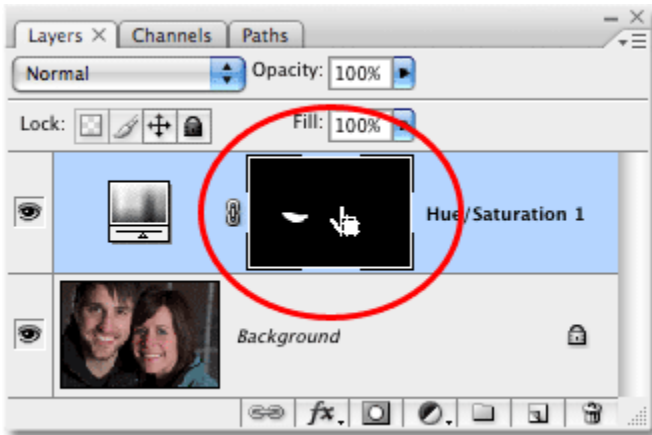 Layers × Channels Paths
Normal Opacity: 100%
Lock: Fill: 100%
Hue/Saturation 1
Background
fx.